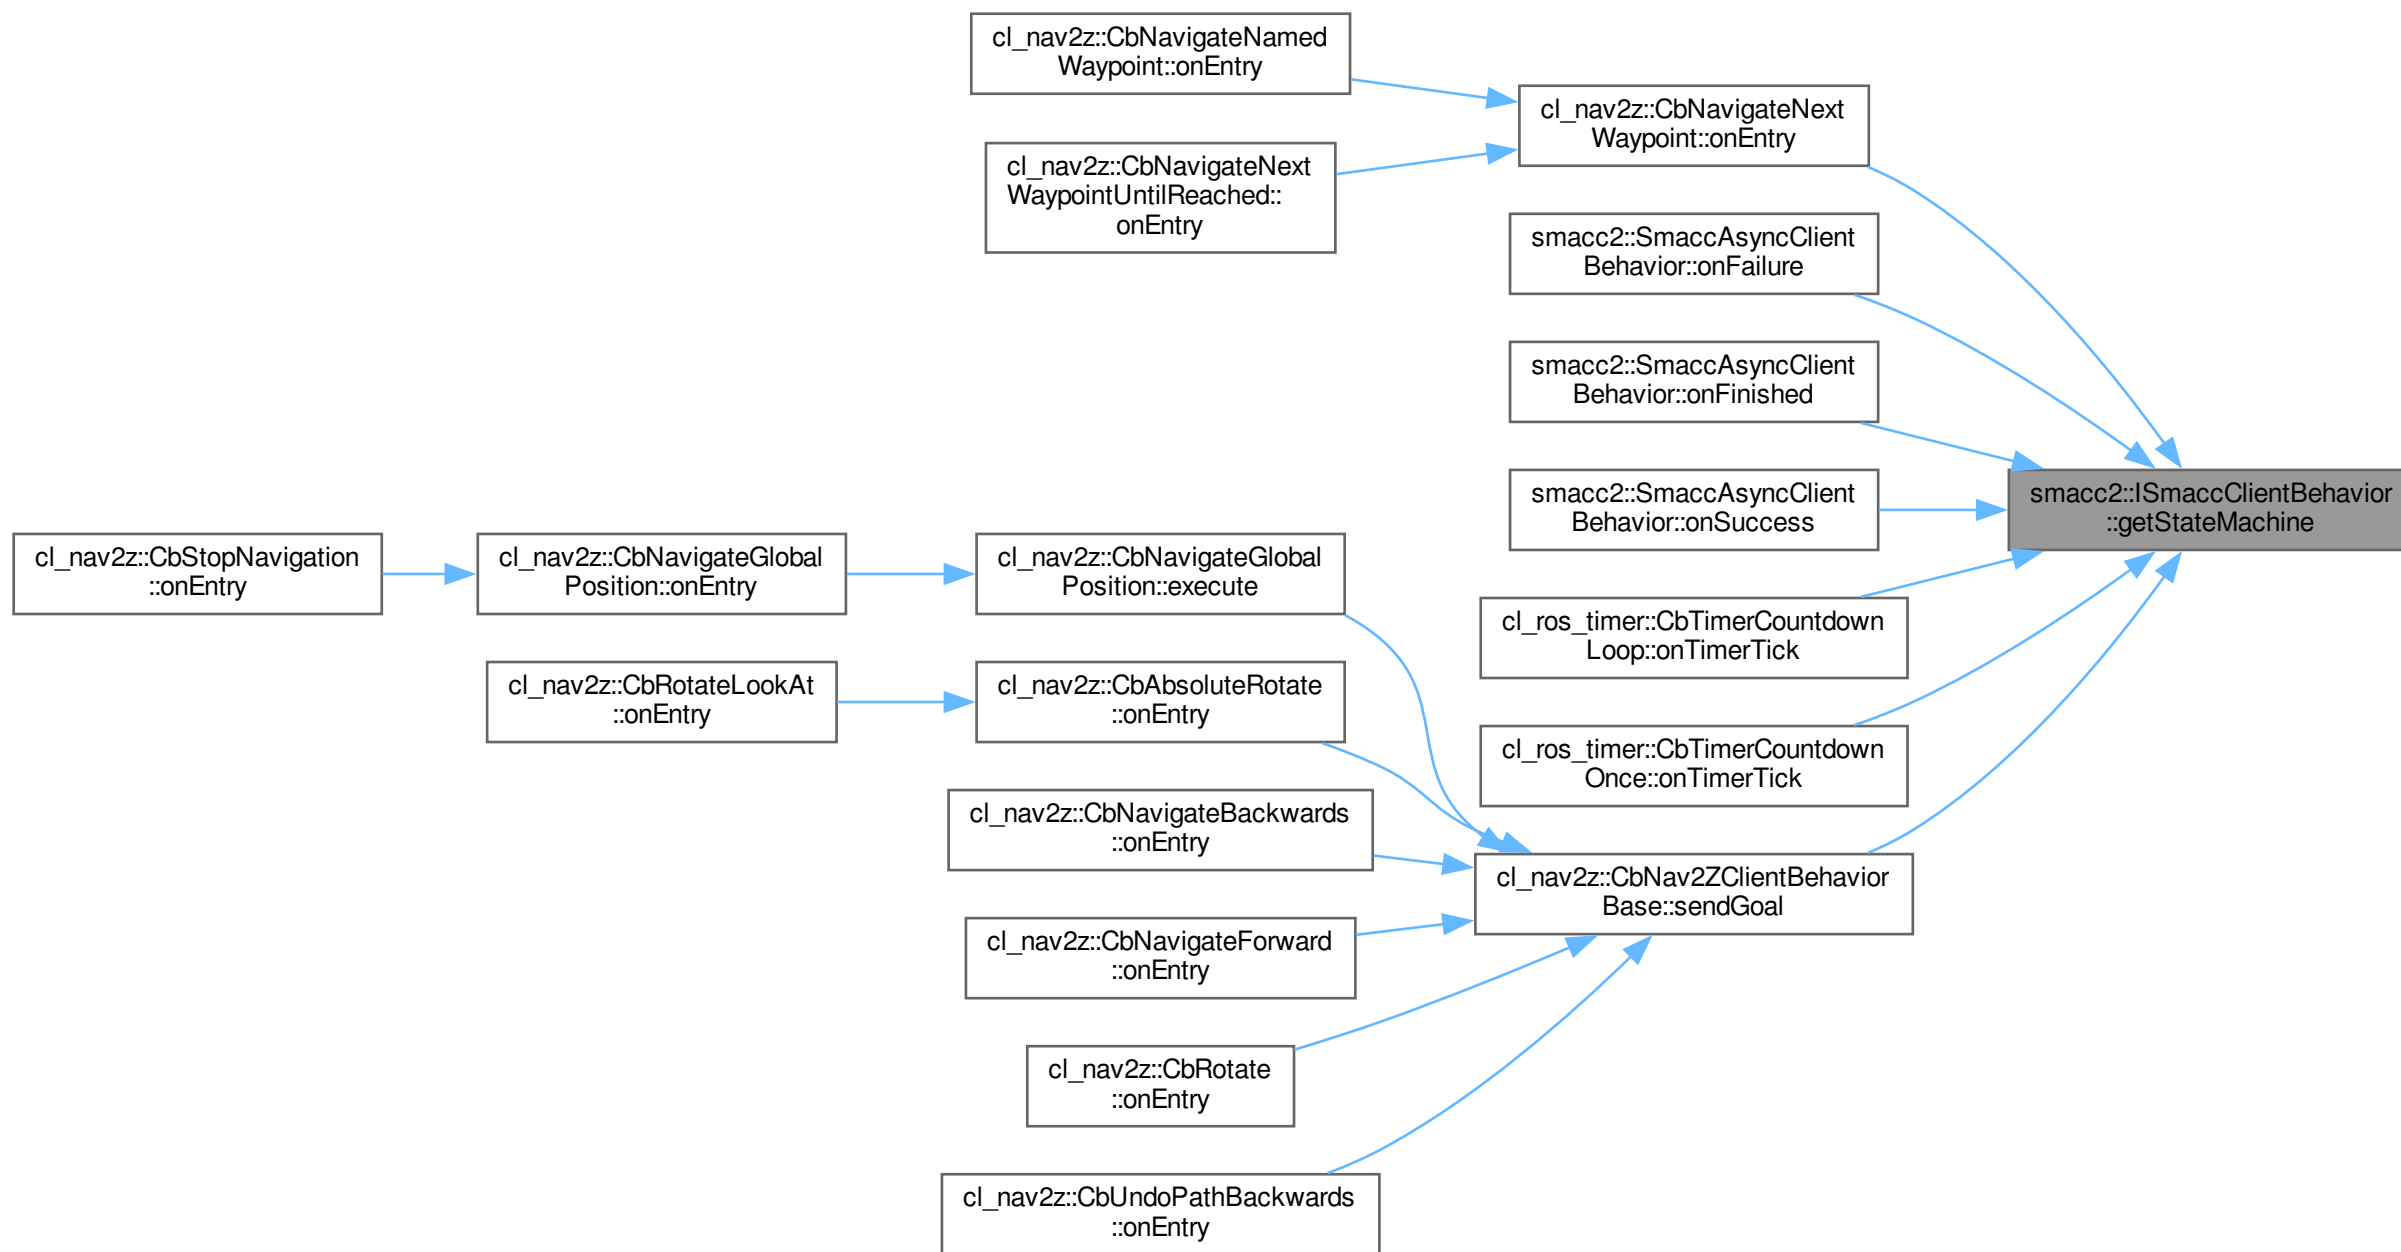 cl_nav2z::CbNavigateNamed
Waypoint::onEntry
cl_nav2z::CbNavigateNext
Waypoint::onEntry
cl_nav2z::CbNavigateNext
WaypointUntilReached::
onEntry
smacc2::SmaccAsyncClient
Behavior::onFailure
smacc2::SmaccAsyncClient
Behavior::onFinished
smacc2::SmaccAsyncClient
Behavior::onSuccess
smacc2::ISmaccClientBehavior
::getStateMachine
cl_nav2z::CbStopNavigation
::onEntry
cl_nav2z::CbNavigateGlobal
Position::onEntry
cl_nav2z::CbNavigateGlobal
Position::execute
cl_ros_timer::CbTimerCountdown
Loop::onTimerTick
cl_nav2z::CbRotateLookAt
::onEntry
cl_nav2z::CbAbsoluteRotate
::onEntry
cl_ros_timer::CbTimerCountdown
Once::onTimerTick
cl_nav2z::CbNavigateBackwards
::onEntry
cl_nav2z::CbNav2ZClientBehavior
Base::sendGoal
cl_nav2z::CbNavigateForward
::onEntry
cl_nav2z::CbRotate
::onEntry
cl_nav2z::CbUndoPathBackwards
::onEntry